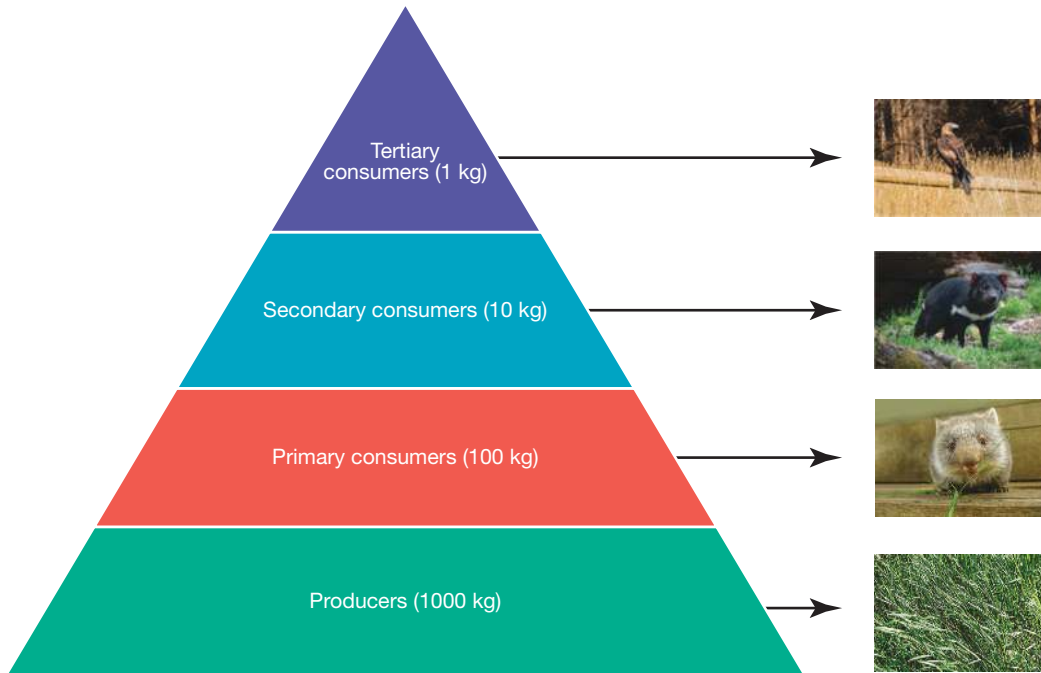 Tertiary
consumers (1 kg)
Secondary consumers (10 kg)
Primary consumers (100 kg)
Producers (1000 kg)